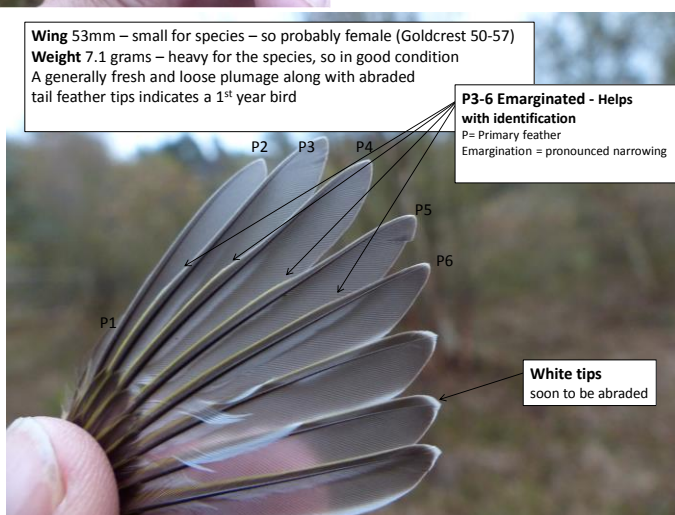 Wing 53mm – small for species – so probably female (Goldcrest 50-57)
Weight 7.1 grams – heavy for the species, so in good condition
A generally fresh and loose plumage along with abraded
tail feather tips indicates a 1st year bird
P3-6 Emarginated - Helps
with identification
P= Primary feather
Emargination = pronounced narrowing
P2
P3
P4
P5
P6
P1
White tips
soon to be abraded